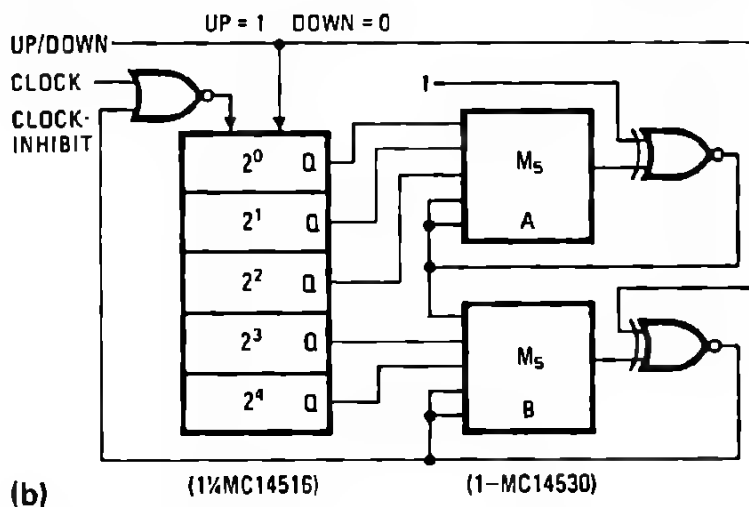 UP = 1 DOWN = 0
UP/DOWN
CLOCK
CLOCK-
INHIBIT
1
2⁰ Q
2¹ Q
2² Q
2³ Q
2⁴ Q
M₅
A
M₅
B
(b)
(1¼MC14516)
(1–MC14530)